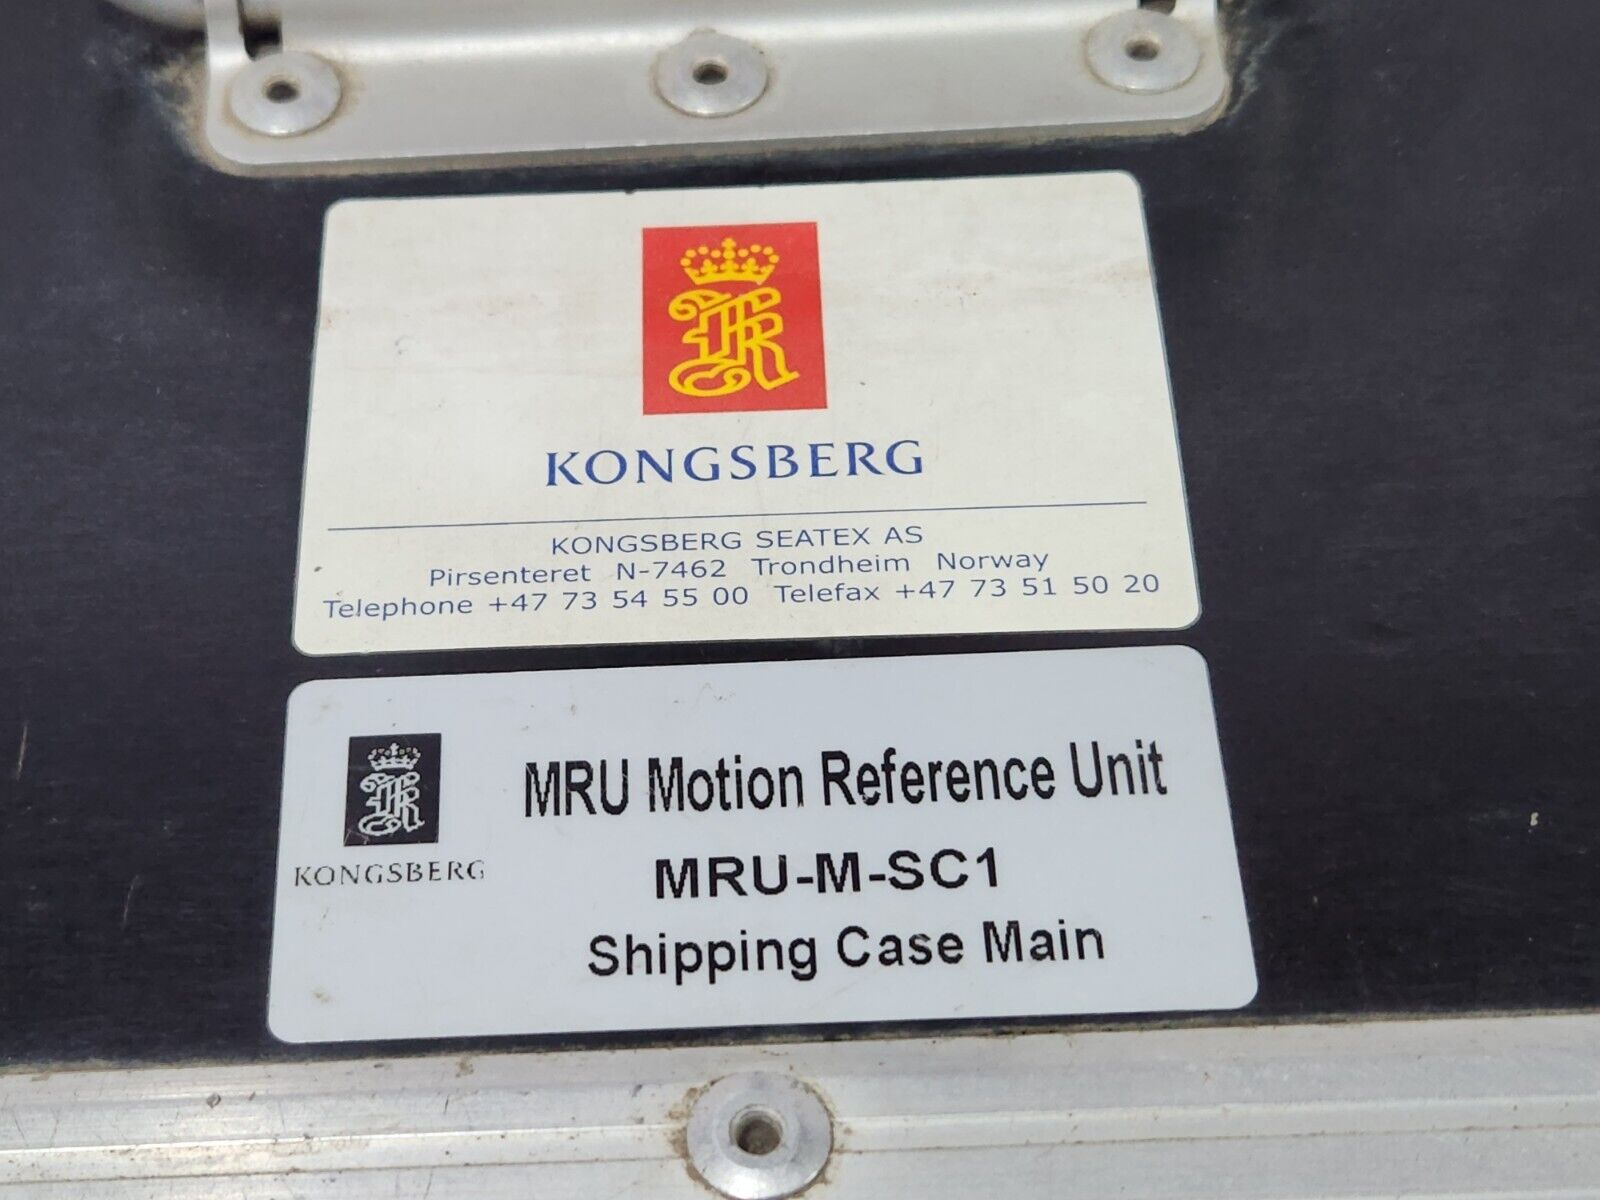 KONGSBERG
KONGSBERG SEATEX AS
Pirsenteret N-7462 Trondheim Norway
Telephone +47 73 54 55 00 Telefax +47 73 51 50 20
KONGSBERG
MRU Motion Reference Unit
MRU-M-SC1
Shipping Case Main